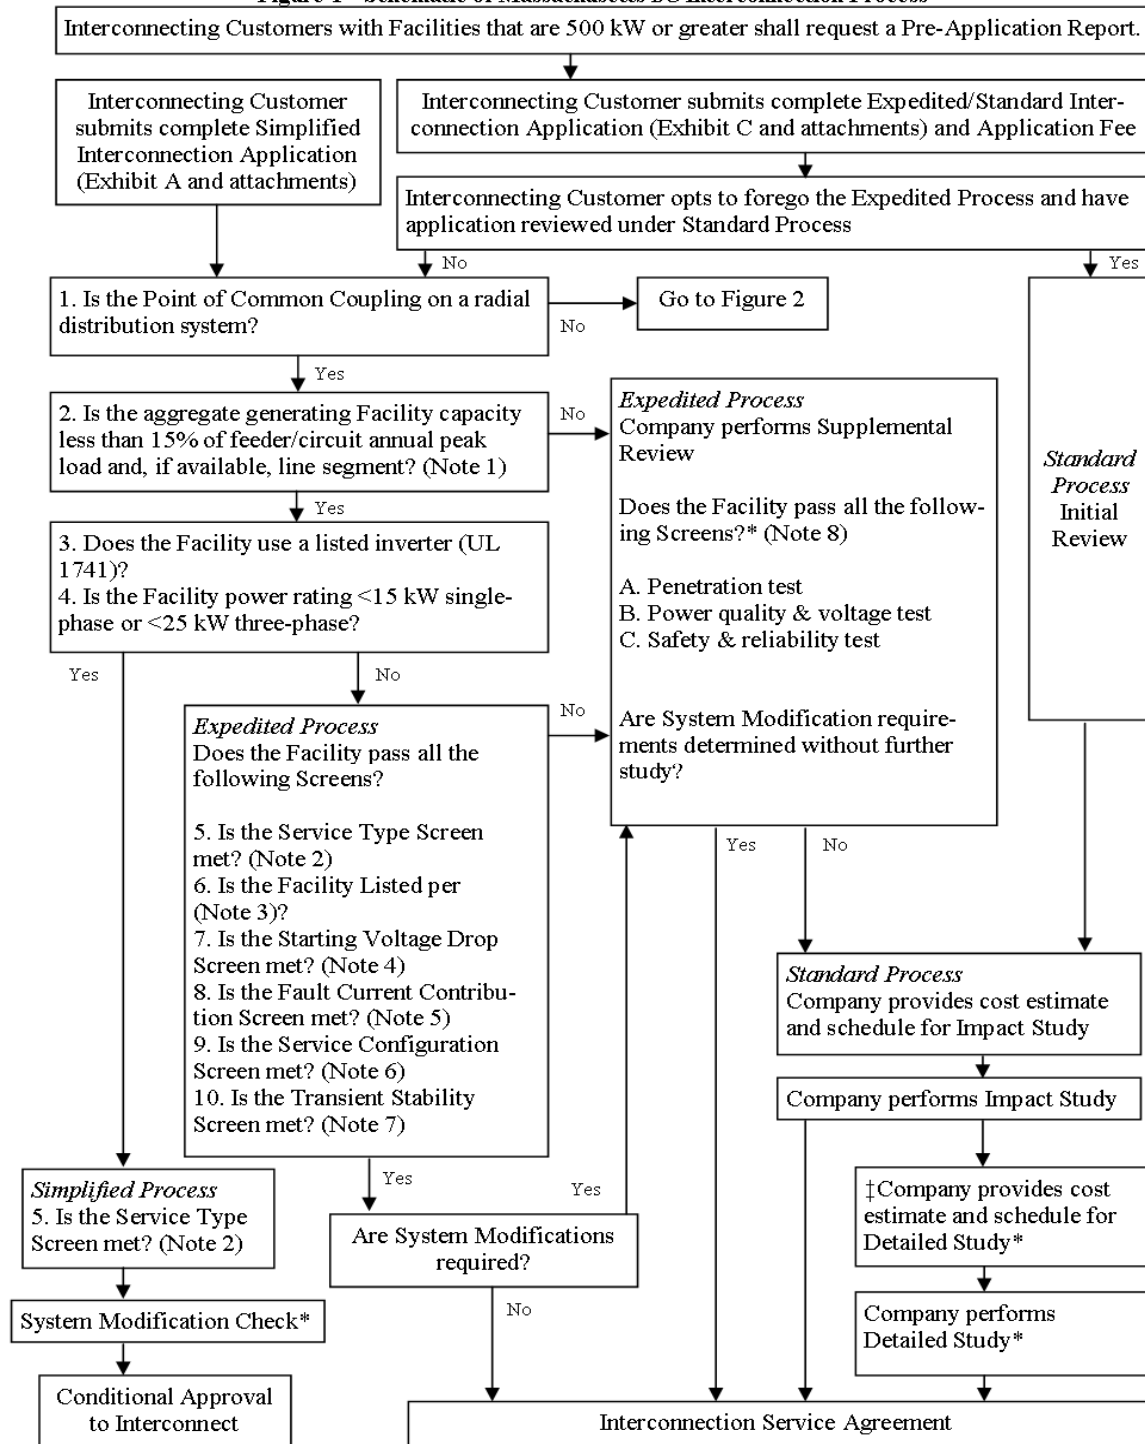 Figure 1 – Schematic of Massachusetts DG Interconnection Process
Interconnecting Customers with Facilities that are 500 kW or greater shall request a Pre-Application Report.
Interconnecting Customer
submits complete Simplified
Interconnection Application
(Exhibit A and attachments)
Interconnecting Customer submits complete Expedited/Standard Inter-
connection Application (Exhibit C and attachments) and Application Fee
Interconnecting Customer opts to forego the Expedited Process and have
application reviewed under Standard Process
No
Yes
1. Is the Point of Common Coupling on a radial
distribution system?
No
Go to Figure 2
Yes
2. Is the aggregate generating Facility capacity
less than 15% of feeder/circuit annual peak
load and, if available, line segment? (Note 1)
No
Yes
3. Does the Facility use a listed inverter (UL
1741)?
4. Is the Facility power rating <15 kW single-
phase or <25 kW three-phase?
Yes
No
Expedited Process
Company performs Supplemental
Review
Does the Facility pass all the follow-
ing Screens?* (Note 8)
A. Penetration test
B. Power quality & voltage test
C. Safety & reliability test
Are System Modification require-
ments determined without further
study?
Standard
Process
Initial
Review
Expedited Process
Does the Facility pass all the
following Screens?
5. Is the Service Type Screen
met? (Note 2)
6. Is the Facility Listed per
(Note 3)?
7. Is the Starting Voltage Drop
Screen met? (Note 4)
8. Is the Fault Current Contribu-
tion Screen met? (Note 5)
9. Is the Service Configuration
Screen met? (Note 6)
10. Is the Transient Stability
Screen met? (Note 7)
No
Yes
No
Standard Process
Company provides cost estimate
and schedule for Impact Study
Company performs Impact Study
‡Company provides cost
estimate and schedule for
Detailed Study*
Company performs
Detailed Study*
Yes
Yes
Are System Modifications
required?
No
Simplified Process
5. Is the Service Type
Screen met? (Note 2)
System Modification Check*
Conditional Approval
to Interconnect
Interconnection Service Agreement